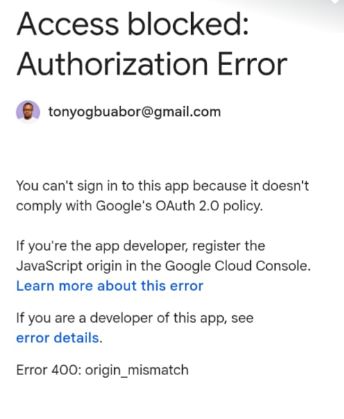 Access blocked:
Authorization Error
tonyogbuabor@gmail.com
You can't sign in to this app because it doesn't
comply with Google's OAuth 2.0 policy.
If you're the app developer, register the
JavaScript origin in the Google Cloud Console.
Learn more about this error
If you are a developer of this app, see
error details.
Error 400: origin_mismatch